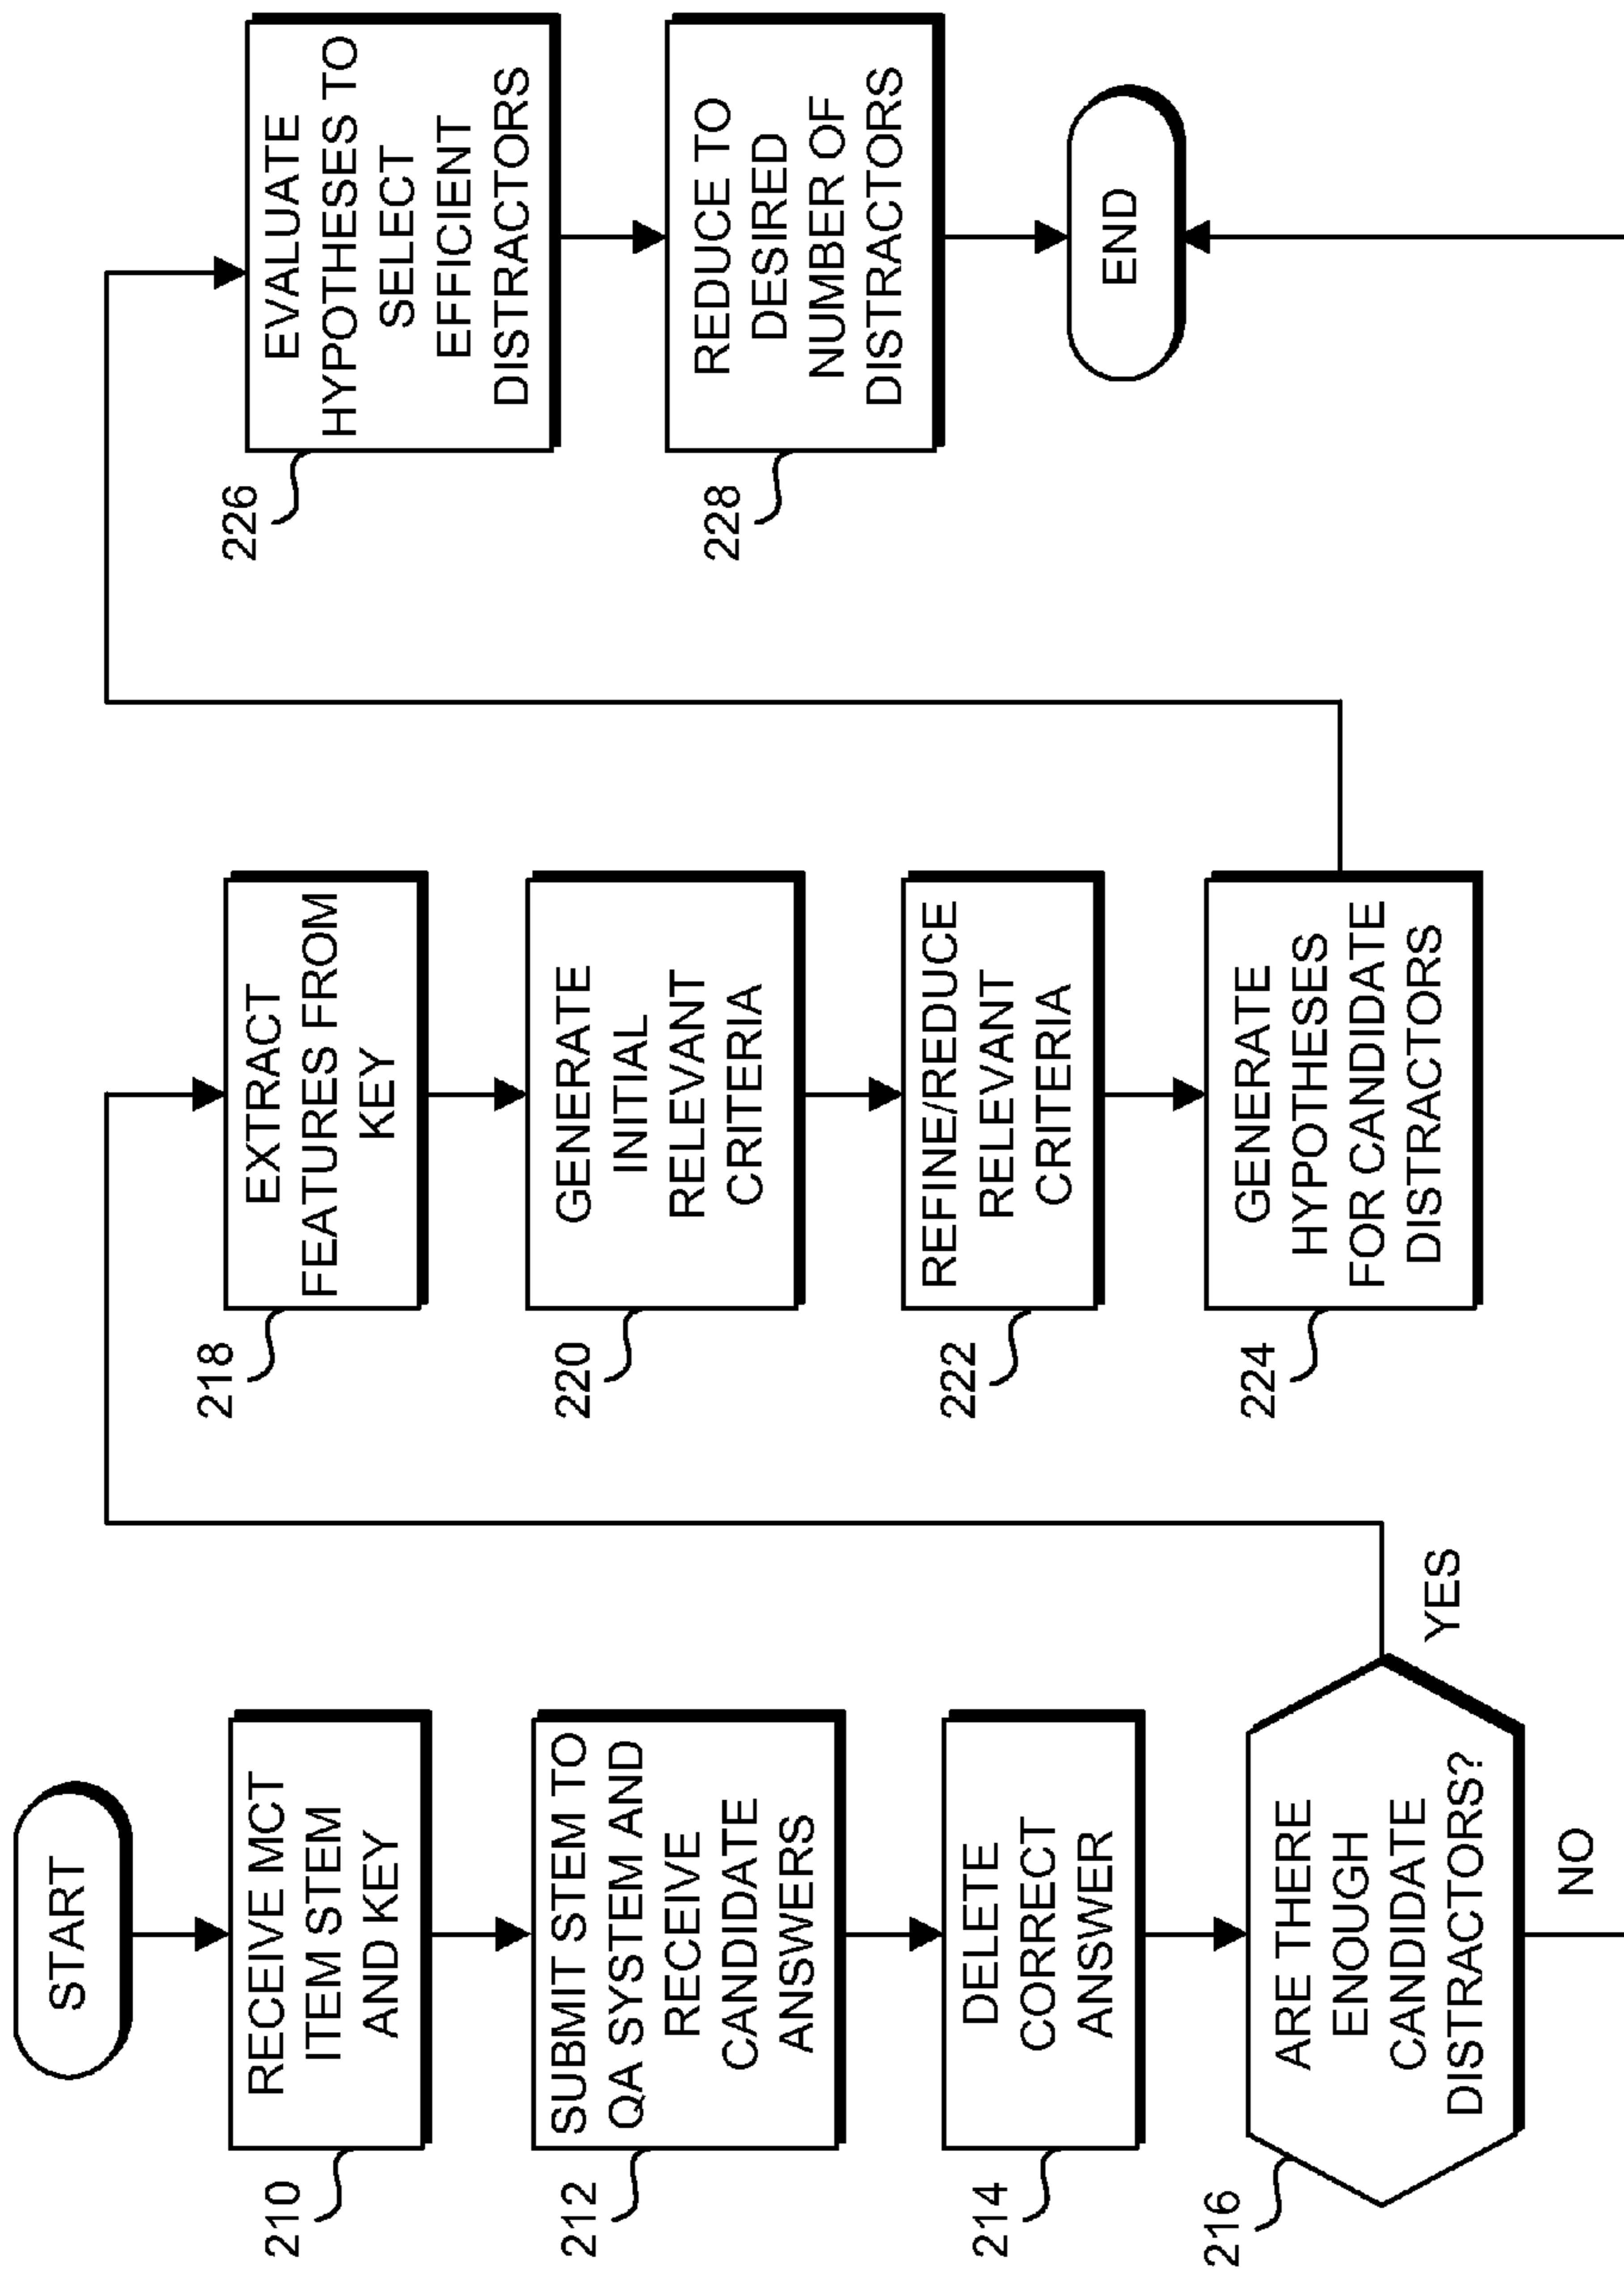 START
210
RECEIVE MCT
ITEM STEM
AND KEY
212
SUBMIT STEM TO
QA SYSTEM AND
RECEIVE
CANDIDATE
ANSWERS
214
DELETE
CORRECT
ANSWER
216
ARE THERE
ENOUGH
CANDIDATE
DISTRACTORS?
YES
NO
218
EXTRACT
FEATURES FROM
KEY
220
GENERATE
INITIAL
RELEVANT
CRITERIA
222
REFINE/REDUCE
RELEVANT
CRITERIA
224
GENERATE
HYPOTHESES
FOR CANDIDATE
DISTRACTORS
226
EVALUATE
HYPOTHESES TO
SELECT
EFFICIENT
DISTRACTORS
228
REDUCE TO
DESIRED
NUMBER OF
DISTRACTORS
END